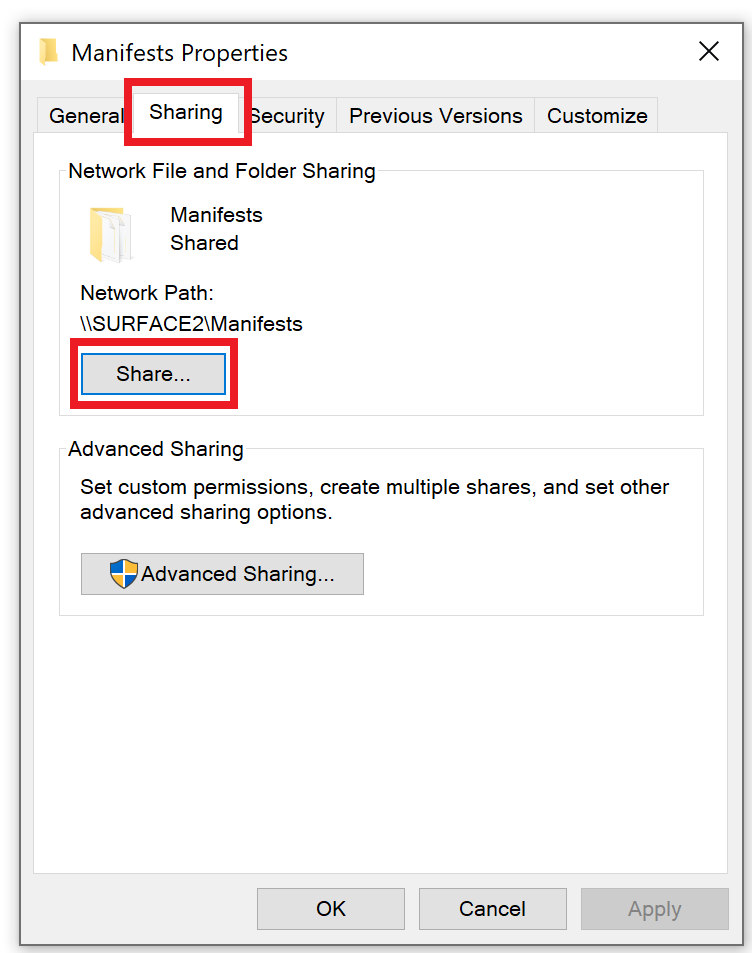 Manifests Properties
General Sharing Security Previous Versions Customize
Network File and Folder Sharing
Manifests
Shared
Network Path:
\\SURFACE2\Manifests
Share...
Advanced Sharing
Set custom permissions, create multiple shares, and set other
advanced sharing options.
Advanced Sharing...
OK Cancel Apply